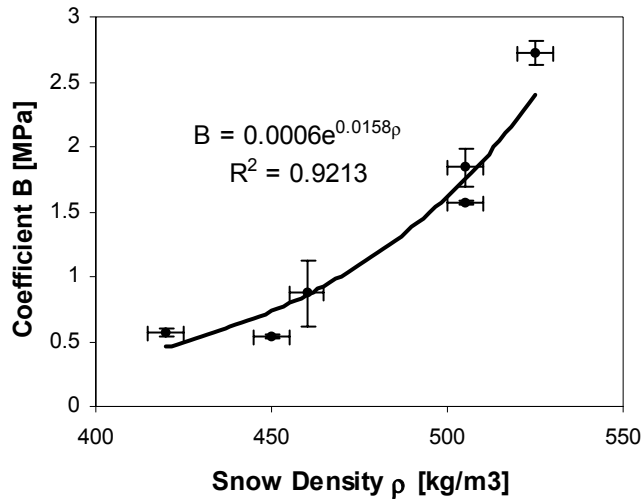 3
2.5
2
1.5
1
0.5
0
Coefficient B [MPa]
B = 0.0006e^0.0158ρ
R² = 0.9213
400
450
500
550
Snow Density ρ [kg/m3]